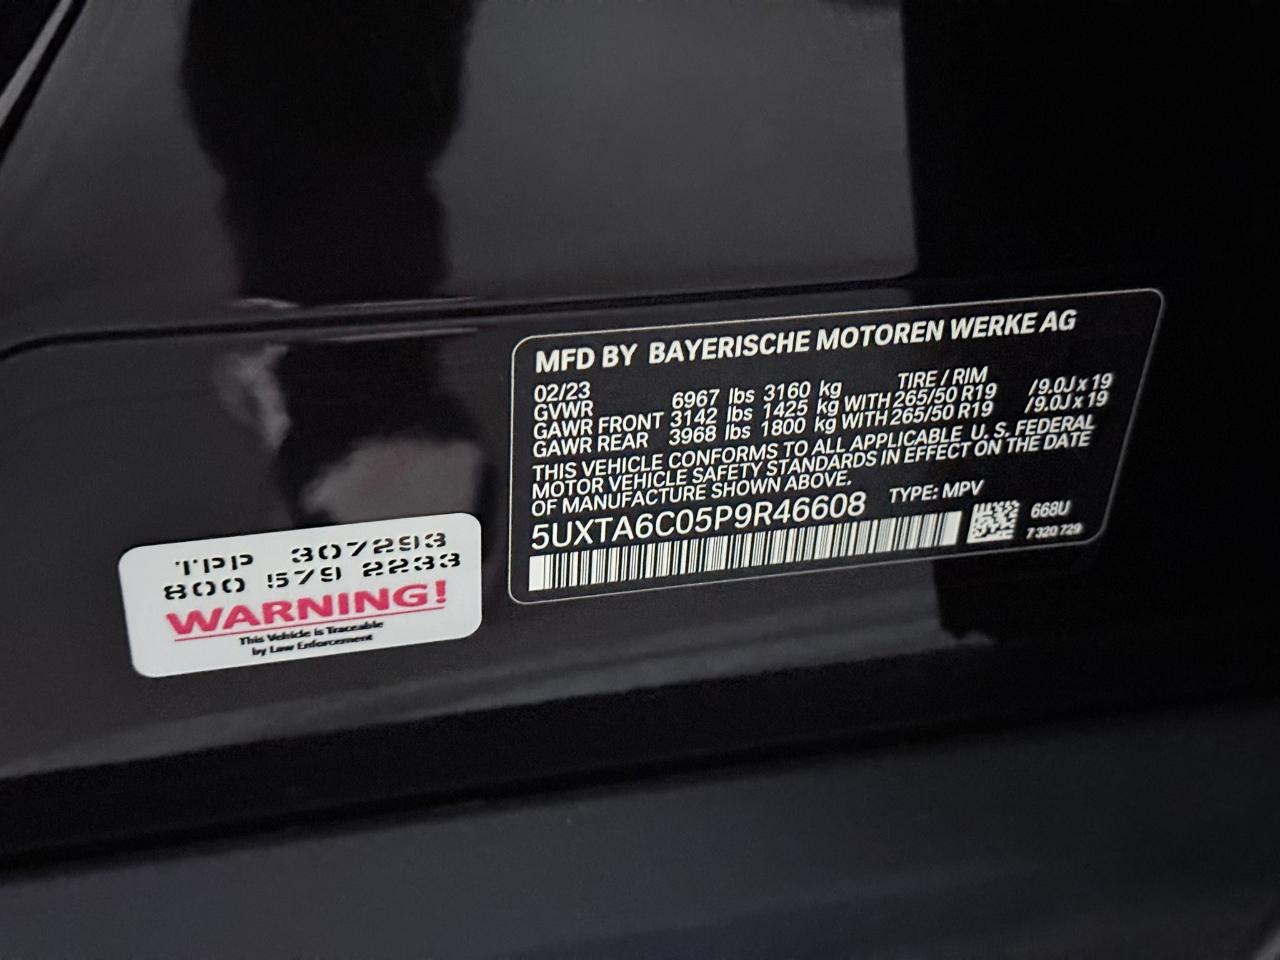 MFD BY BAYERISCHE MOTOREN WERKE AG
02/23 TIRE / RIM
GVWR 6967 lbs 3160 kg
GAWR FRONT 3142 lbs 1425 kg WITH 265/50 R19 /9.0J x 19
GAWR REAR 3968 lbs 1800 kg WITH 265/50 R19 /9.0J x 19
THIS VEHICLE CONFORMS TO ALL APPLICABLE U. S. FEDERAL
MOTOR VEHICLE SAFETY STANDARDS IN EFFECT ON THE DATE
OF MANUFACTURE SHOWN ABOVE.
5UXTA6C05P9R46608 TYPE: MPV
668U
7 320 729
TPP 307293
800 579 2233
WARNING!
This Vehicle is Traceable
by Law Enforcement